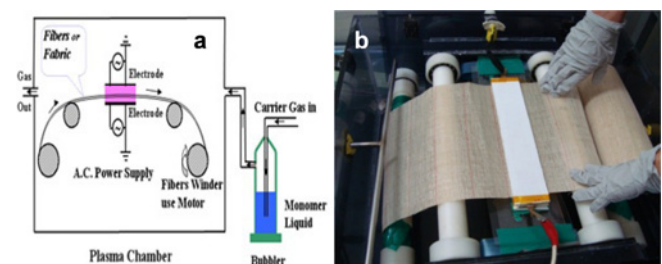 a
Fibers or
Fabric
Gas
Out
Electrode
Electrode
A.C. Power Supply
Fibers Winder
use Motor
Carrier Gas in
Monomer
Liquid
Plasma Chamber
Bubbler
b